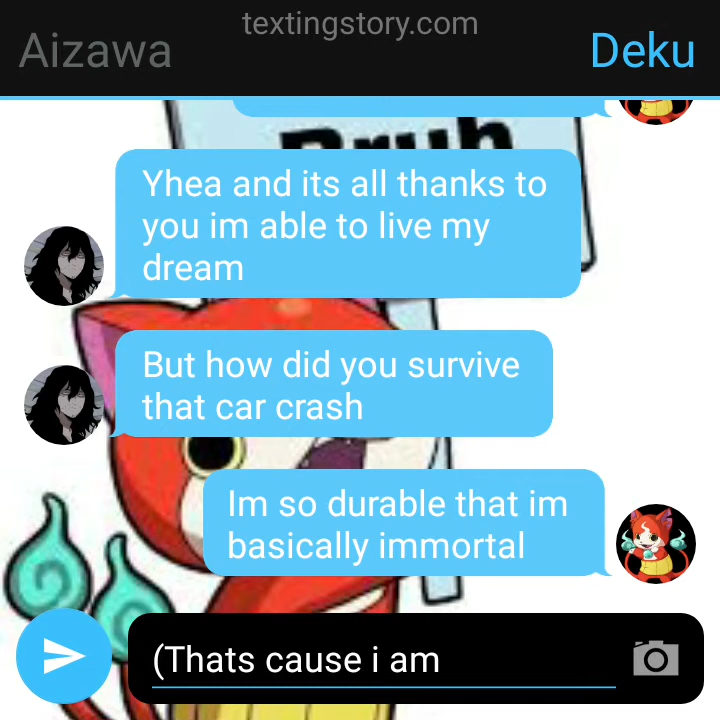 textingstory.com
Aizawa
Deku
Bruh
Yhea and its all thanks to
you im able to live my
dream
But how did you survive
that car crash
Im so durable that im
basically immortal
(Thats cause i am